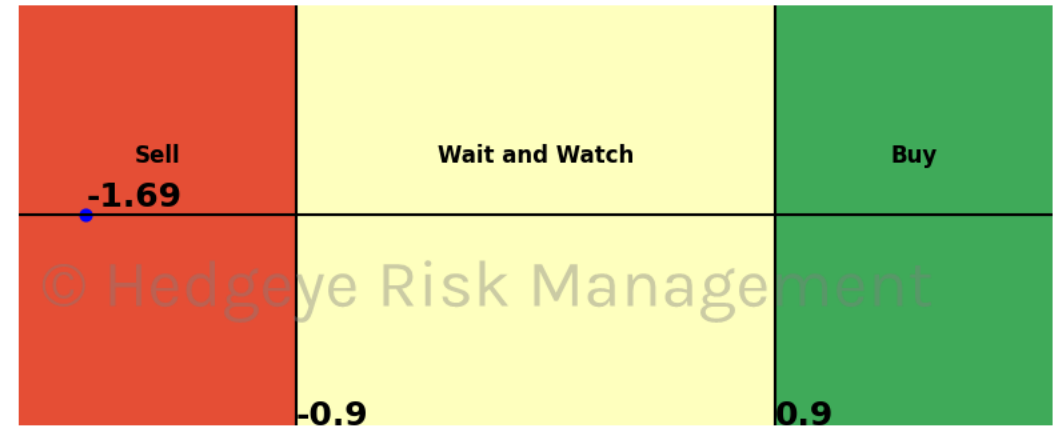 Sell
Wait and Watch
Buy
-1.69
© Hedgeye Risk Management
-0.9
0.9